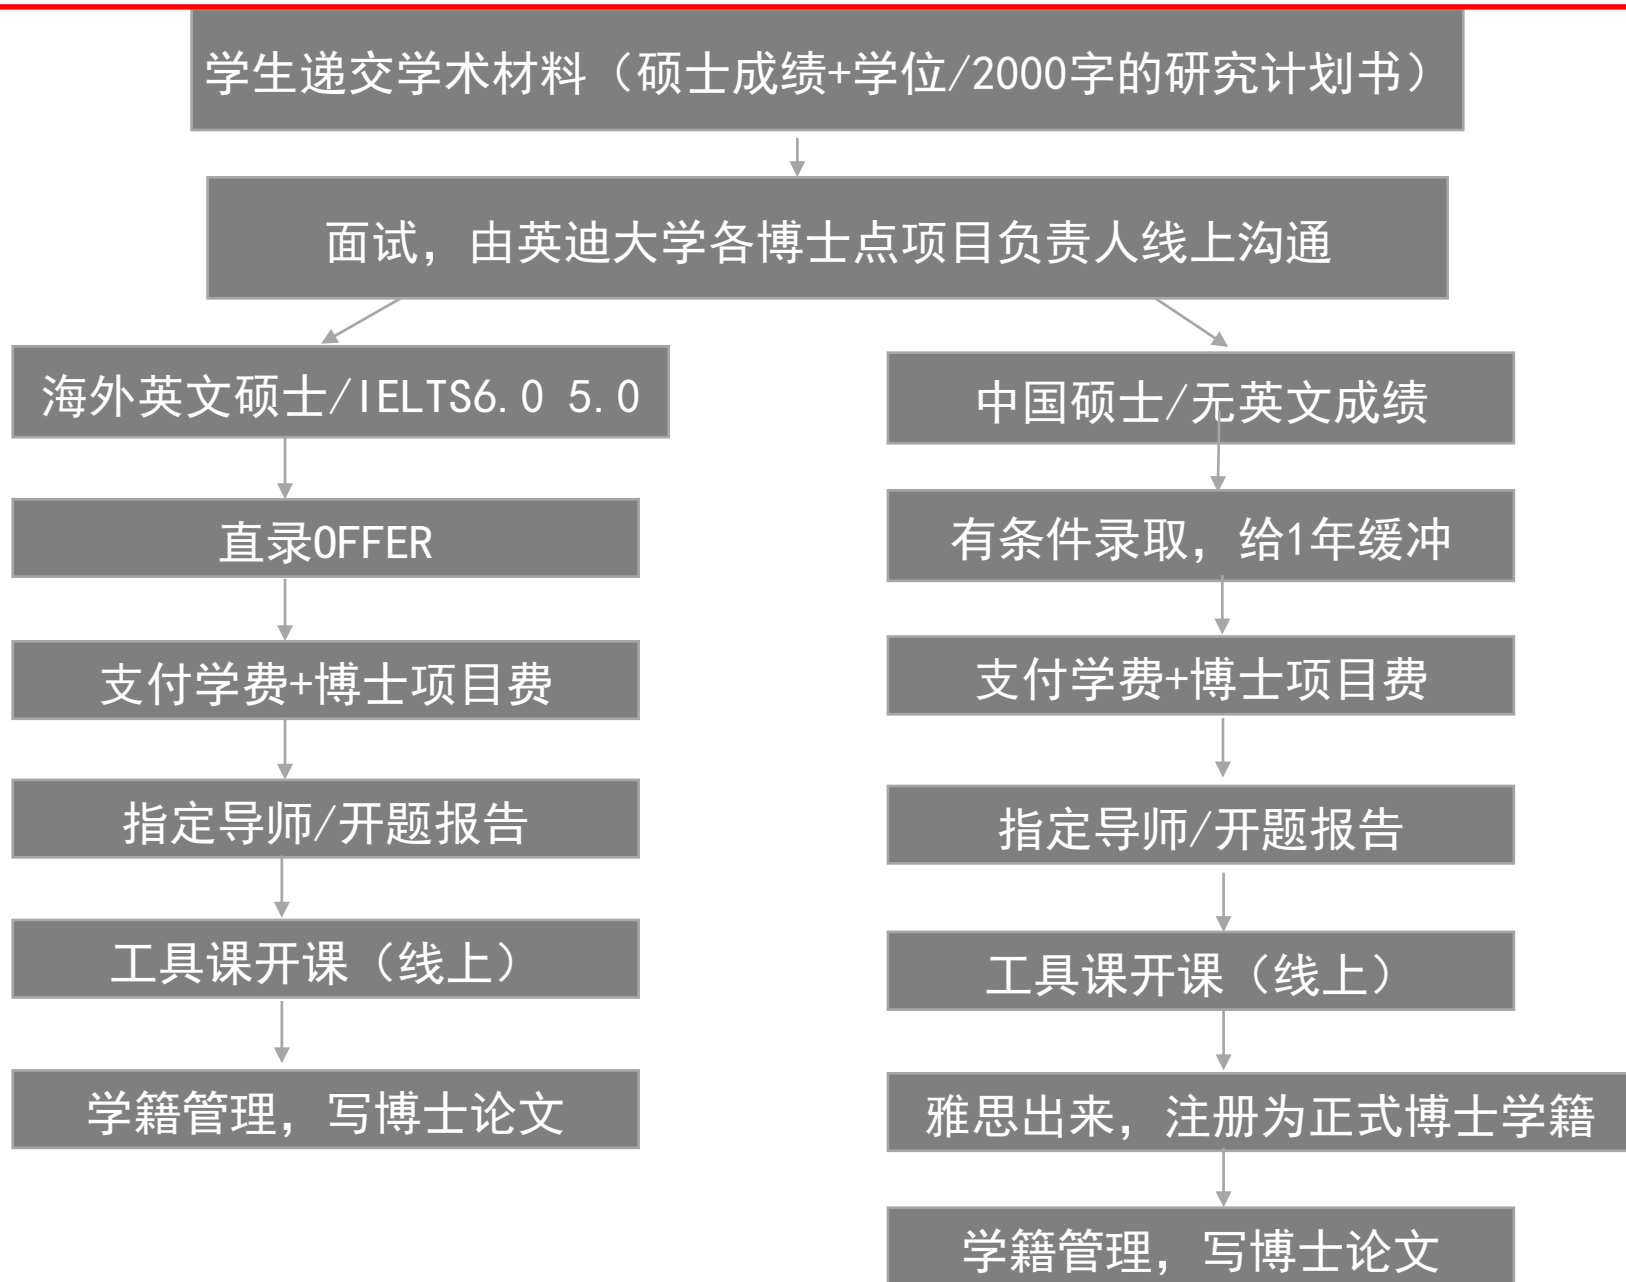 学生递交学术材料（硕士成绩+学位/2000字的研究计划书）
面试，由英迪大学各博士点项目负责人线上沟通
海外英文硕士/IELTS6.0 5.0
直录OFFER
支付学费+博士项目费
指定导师/开题报告
工具课开课（线上）
学籍管理，写博士论文
中国硕士/无英文成绩
有条件录取，给1年缓冲
支付学费+博士项目费
指定导师/开题报告
工具课开课（线上）
雅思出来，注册为正式博士学籍
学籍管理，写博士论文